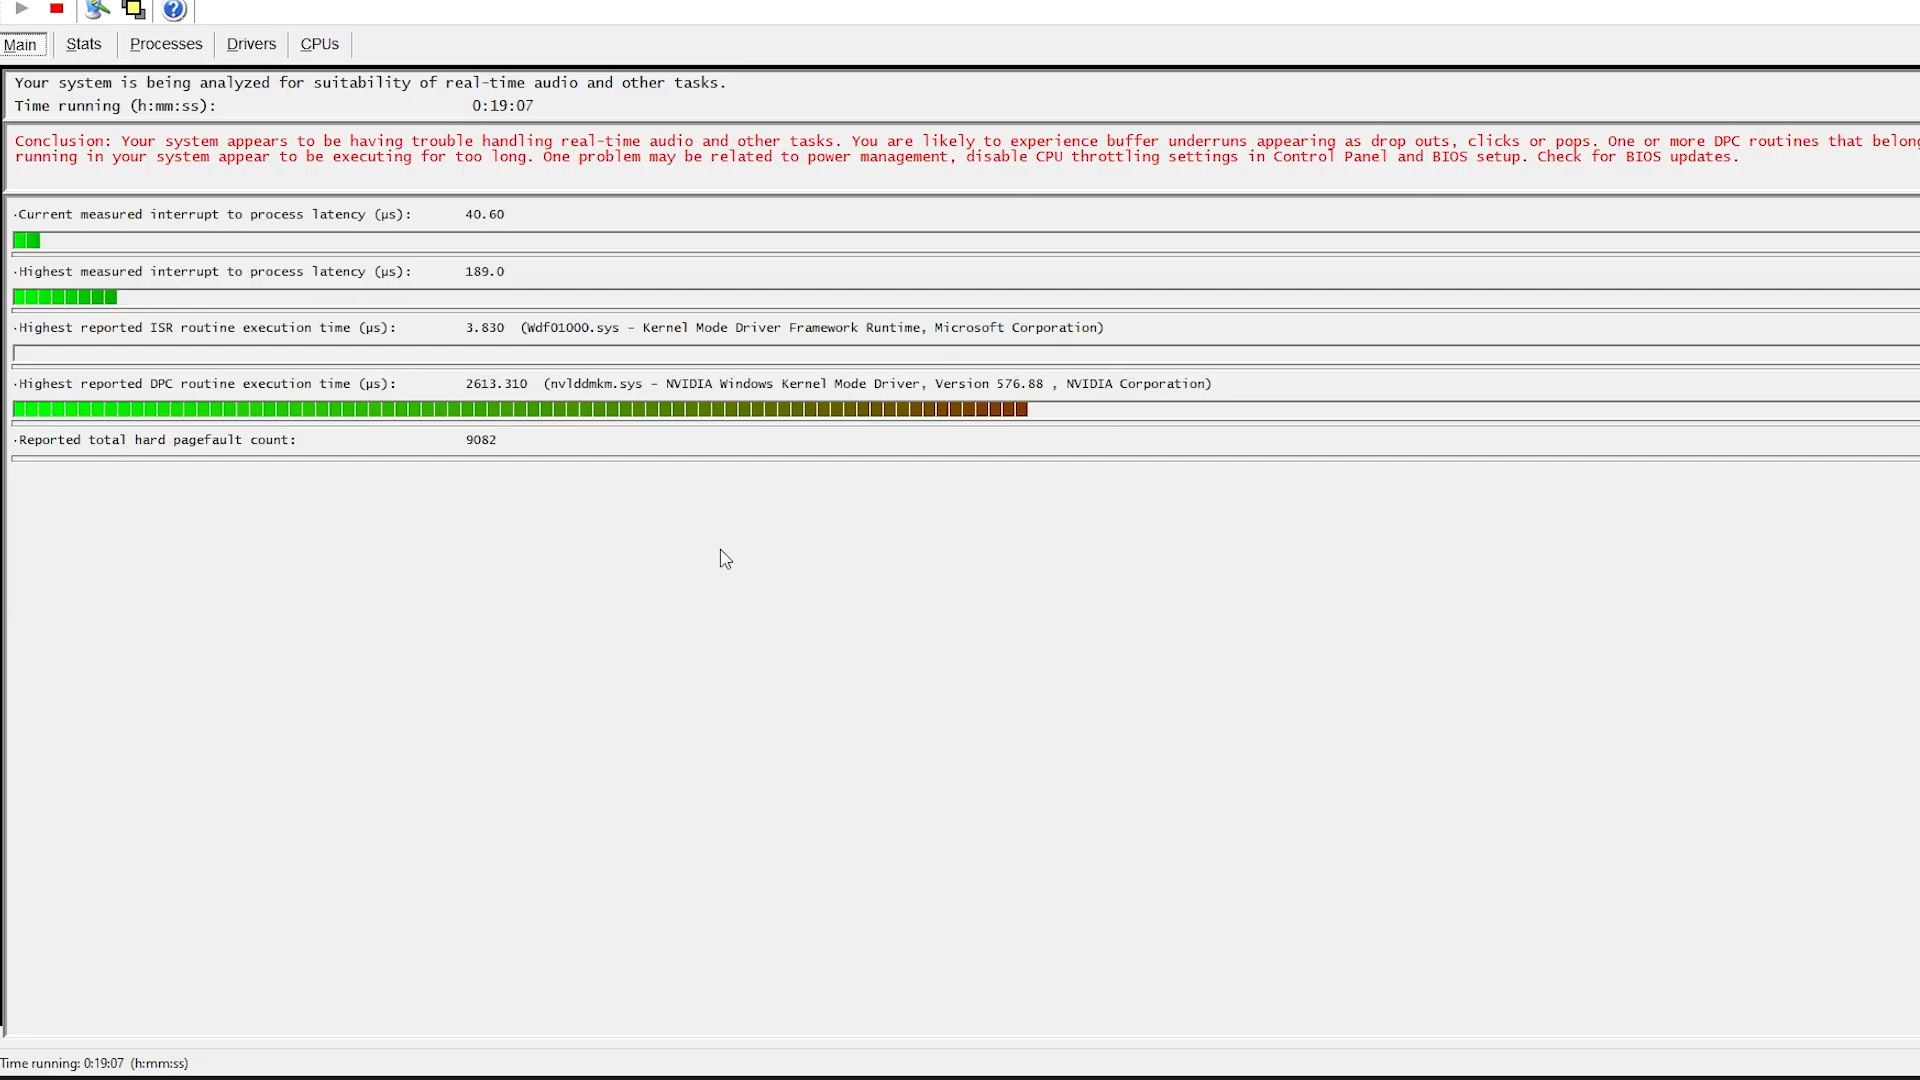 Main Stats Processes Drivers CPUs
Your system is being analyzed for suitability of real-time audio and other tasks.
Time running (h:mm:ss): 0:19:07
Conclusion: Your system appears to be having trouble handling real-time audio and other tasks. You are likely to experience buffer underruns appearing as drop outs, clicks or pops. One or more DPC routines that belong
running in your system appear to be executing for too long. One problem may be related to power management, disable CPU throttling settings in Control Panel and BIOS setup. Check for BIOS updates.
·Current measured interrupt to process latency (µs): 40.60
·Highest measured interrupt to process latency (µs): 189.0
·Highest reported ISR routine execution time (µs): 3.830 (Wdf01000.sys - Kernel Mode Driver Framework Runtime, Microsoft Corporation)
·Highest reported DPC routine execution time (µs): 2613.310 (nvlddmkm.sys - NVIDIA Windows Kernel Mode Driver, Version 576.88 , NVIDIA Corporation)
·Reported total hard pagefault count: 9082
Time running: 0:19:07 (h:mm:ss)